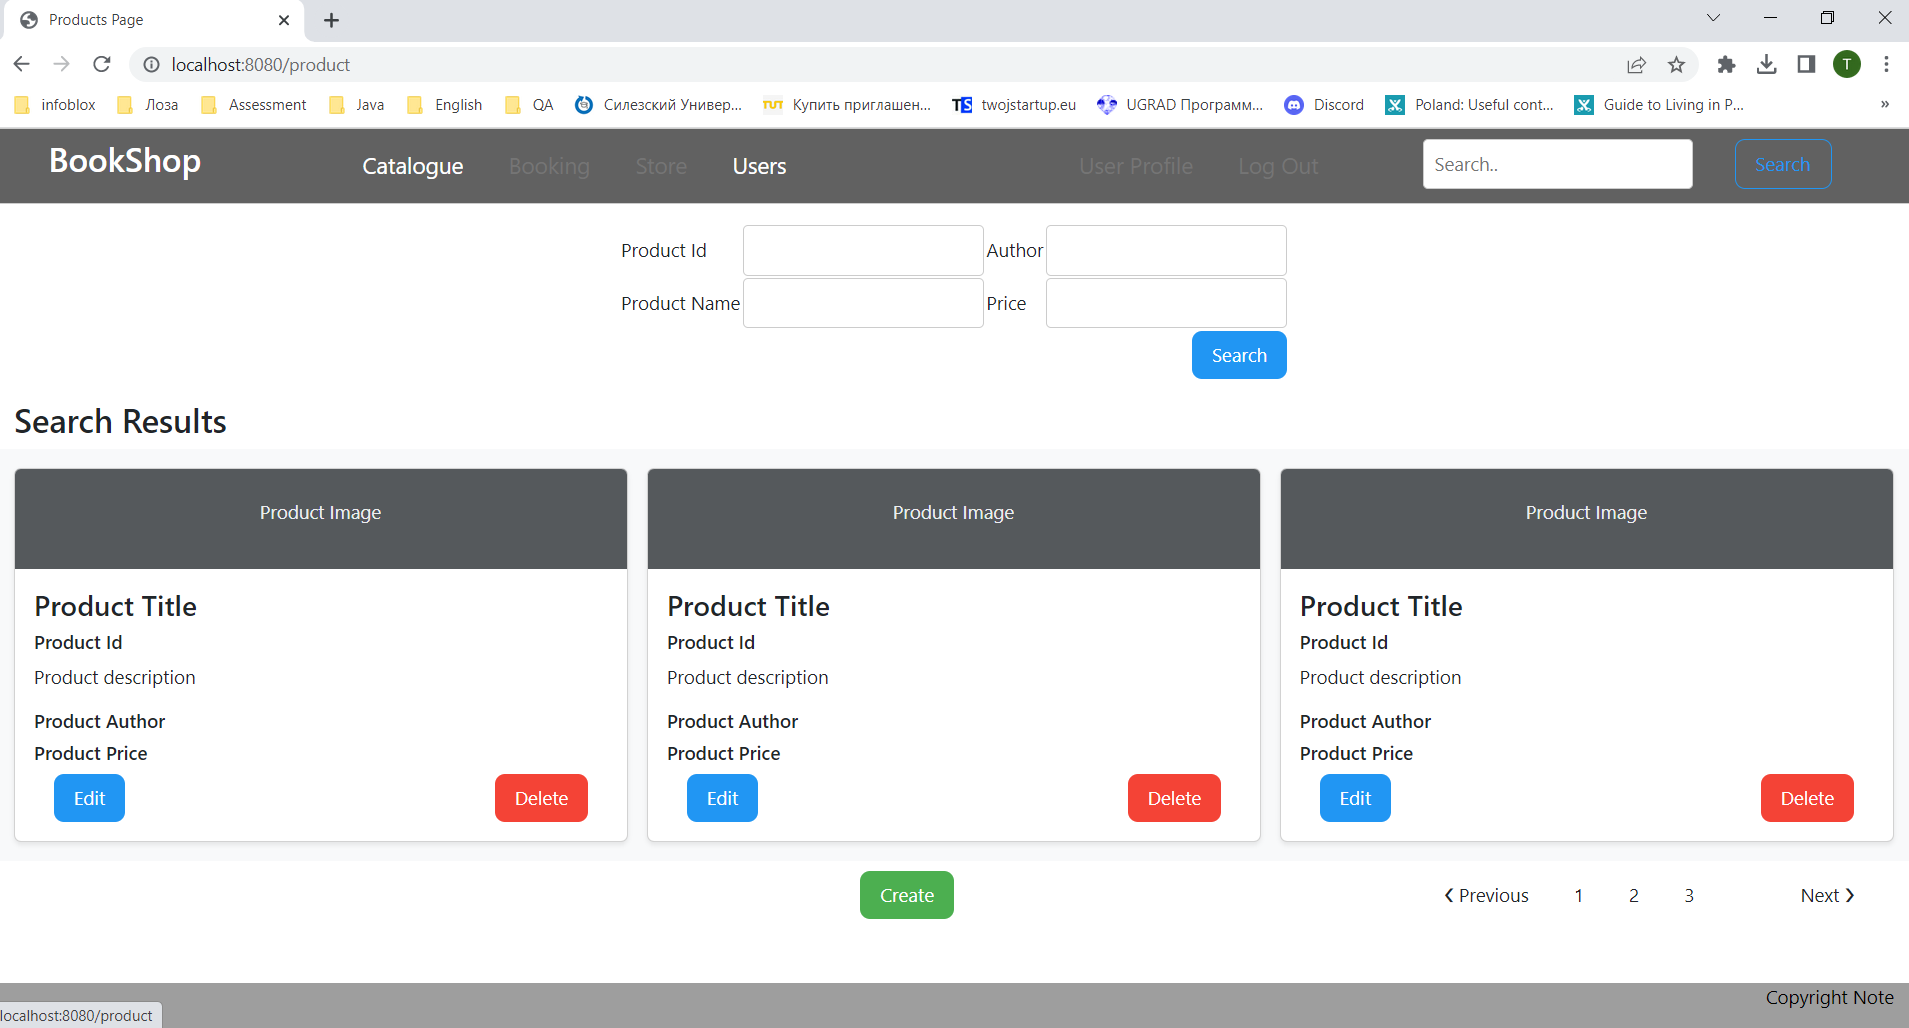 Products Page
localhost:8080/product
infoblox Лоза Assessment Java English QA Силезский Универ... Купить приглашен... twojstartup.eu UGRAD Программ... Discord Poland: Useful cont... Guide to Living in P... »
BookShop Catalogue Booking Store Users User Profile Log Out Search.. Search
Product Id Author
Product Name Price
Search
Search Results
Product Image Product Image Product Image
Product Title Product Title Product Title
Product Id Product Id Product Id
Product description Product description Product description
Product Author Product Author Product Author
Product Price Product Price Product Price
Edit Delete Edit Delete Edit Delete
Create ❮ Previous 1 2 3 Next ❯
Copyright Note
localhost:8080/product